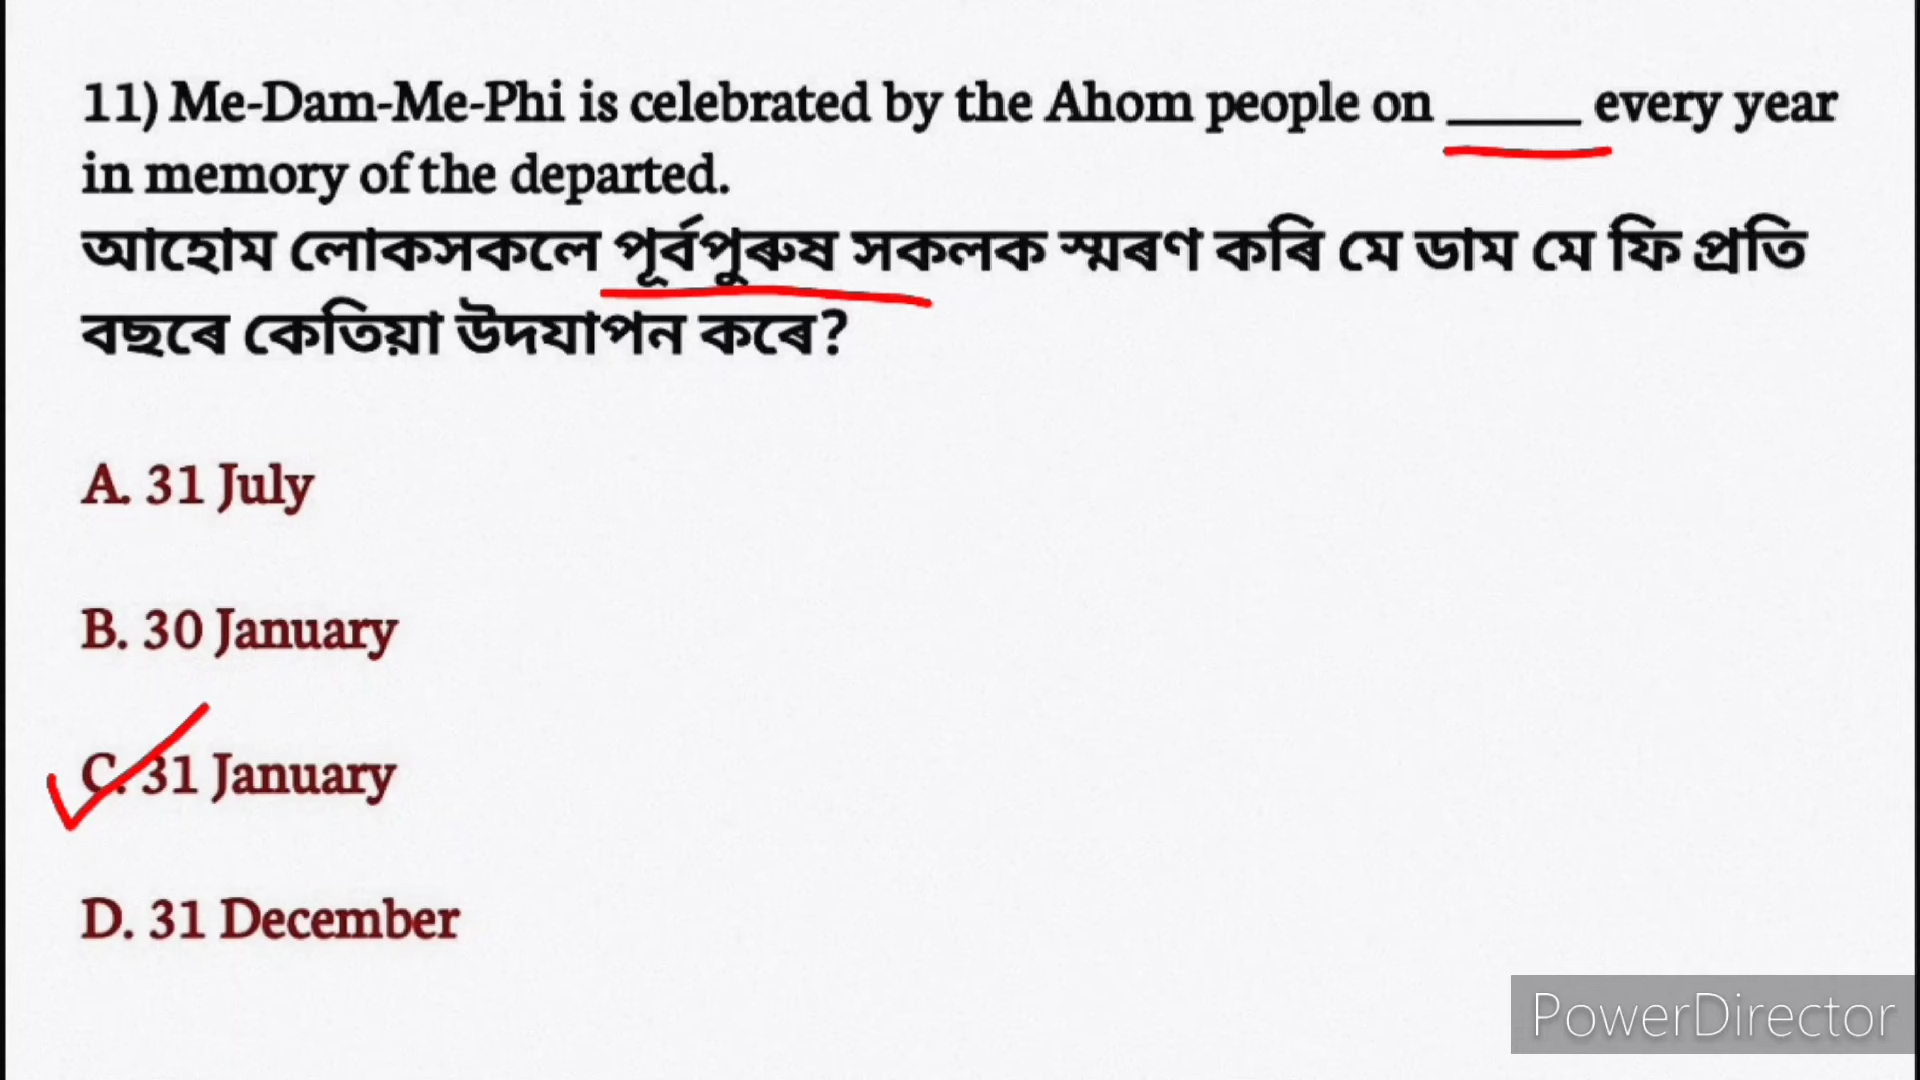 11) Me-Dam-Me-Phi is celebrated by the Ahom people on _____ every year
in memory of the departed.
আহোম লোকসকলে পূৰ্বপুৰুষ সকলক স্মৰণ কৰি মে ডাম মে ফি প্ৰতি
বছৰে কেতিয়া উদযাপন কৰে?
A. 31 July
B. 30 January
C. 31 January
D. 31 December
PowerDirector